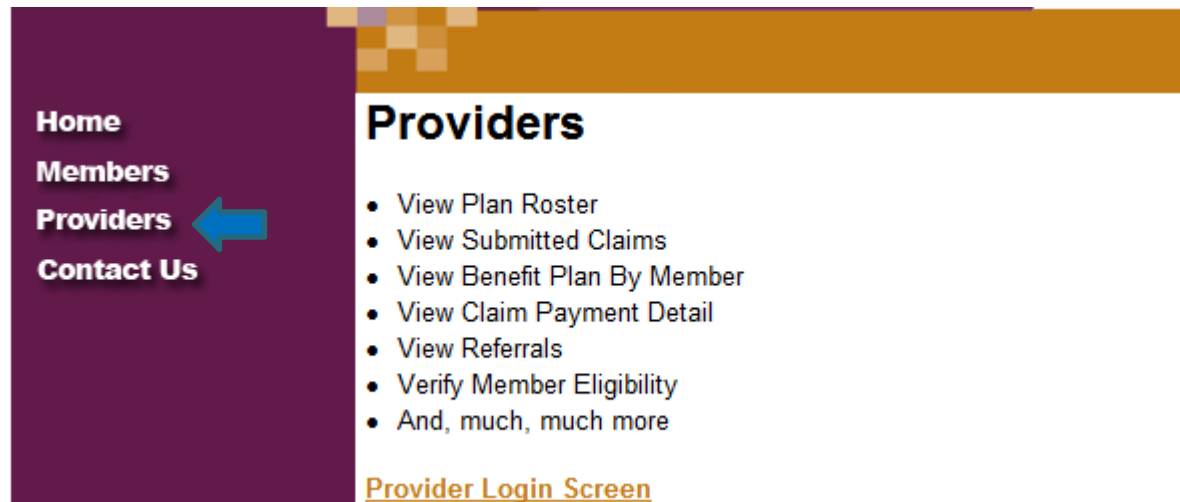 Home
Members
Providers
Contact Us
Providers
• View Plan Roster
• View Submitted Claims
• View Benefit Plan By Member
• View Claim Payment Detail
• View Referrals
• Verify Member Eligibility
• And, much, much more
Provider Login Screen